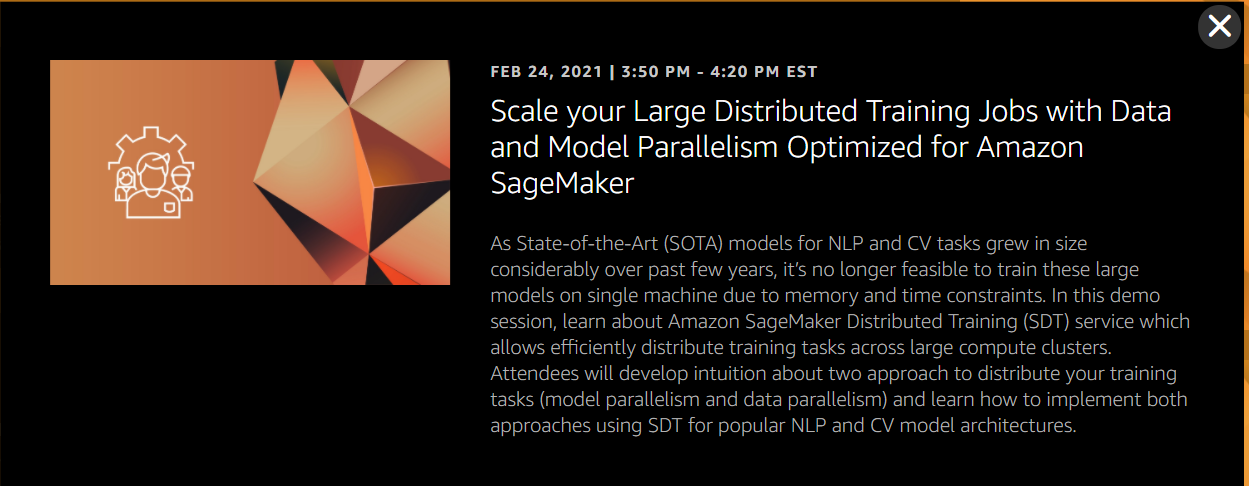 FEB 24, 2021 | 3:50 PM - 4:20 PM EST
Scale your Large Distributed Training Jobs with Data
and Model Parallelism Optimized for Amazon
SageMaker
As State-of-the-Art (SOTA) models for NLP and CV tasks grew in size
considerably over past few years, it's no longer feasible to train these large
models on single machine due to memory and time constraints. In this demo
session, learn about Amazon SageMaker Distributed Training (SDT) service which
allows efficiently distribute training tasks across large compute clusters.
Attendees will develop intuition about two approach to distribute your training
tasks (model parallelism and data parallelism) and learn how to implement both
approaches using SDT for popular NLP and CV model architectures.